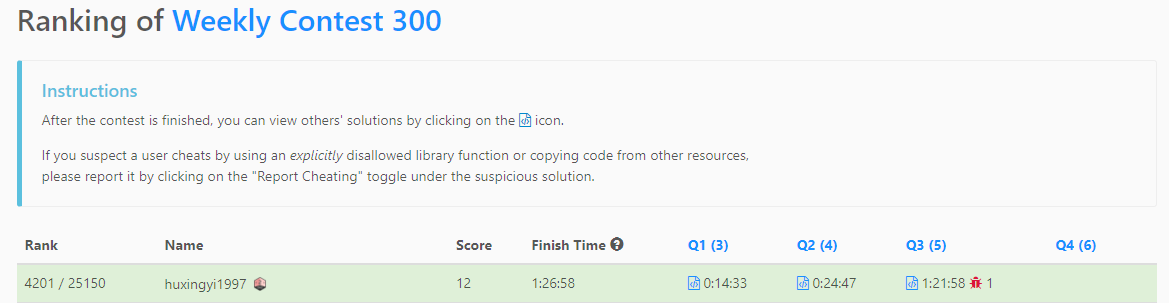 Ranking of Weekly Contest 300
Instructions
After the contest is finished, you can view others' solutions by clicking on the icon.
If you suspect a user cheats by using an explicitly disallowed library function or copying code from other resources,
please report it by clicking on the "Report Cheating" toggle under the suspicious solution.
Rank Name Score Finish Time Q1 (3) Q2 (4) Q3 (5) Q4 (6)
4201 / 25150 huxingyi1997 12 1:26:58 0:14:33 0:24:47 1:21:58 1